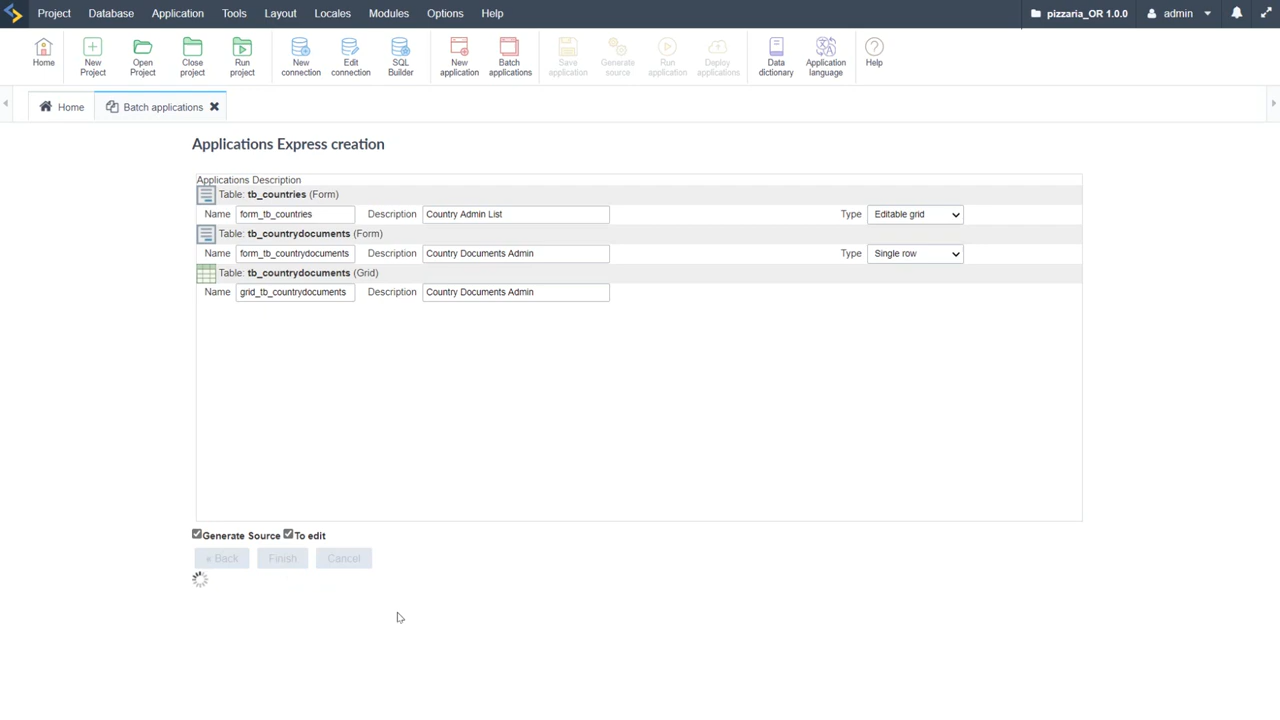 Project Database Application Tools Layout Locales Modules Options Help pizzaria_OR 1.0.0 admin
Home New Project Open Project Close project Run project New connection Edit connection SQL Builder New application Batch applications Save application Generate source Run application Deploy applications Data dictionary Application language Help
Home Batch applications
Applications Express creation
Applications Description
Table: tb_countries (Form)
Name form_tb_countries Description Country Admin List Type Editable grid
Table: tb_countrydocuments (Form)
Name form_tb_countrydocuments Description Country Documents Admin Type Single row
Table: tb_countrydocuments (Grid)
Name grid_tb_countrydocuments Description Country Documents Admin
Generate Source To edit
« Back Finish Cancel